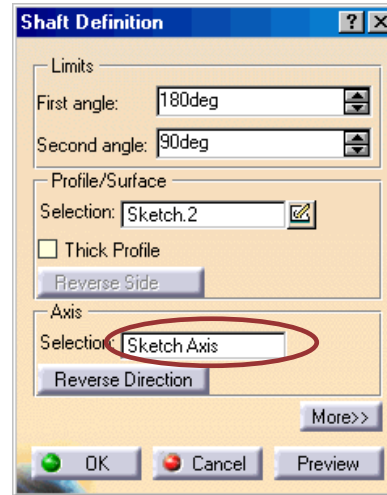 Shaft Definition ? X
Limits
First angle: 180deg
Second angle: 90deg
Profile/Surface
Selection: Sketch.2
Thick Profile
Reverse Side
Axis
Selection: Sketch Axis
Reverse Direction
More>>
OK Cancel Preview